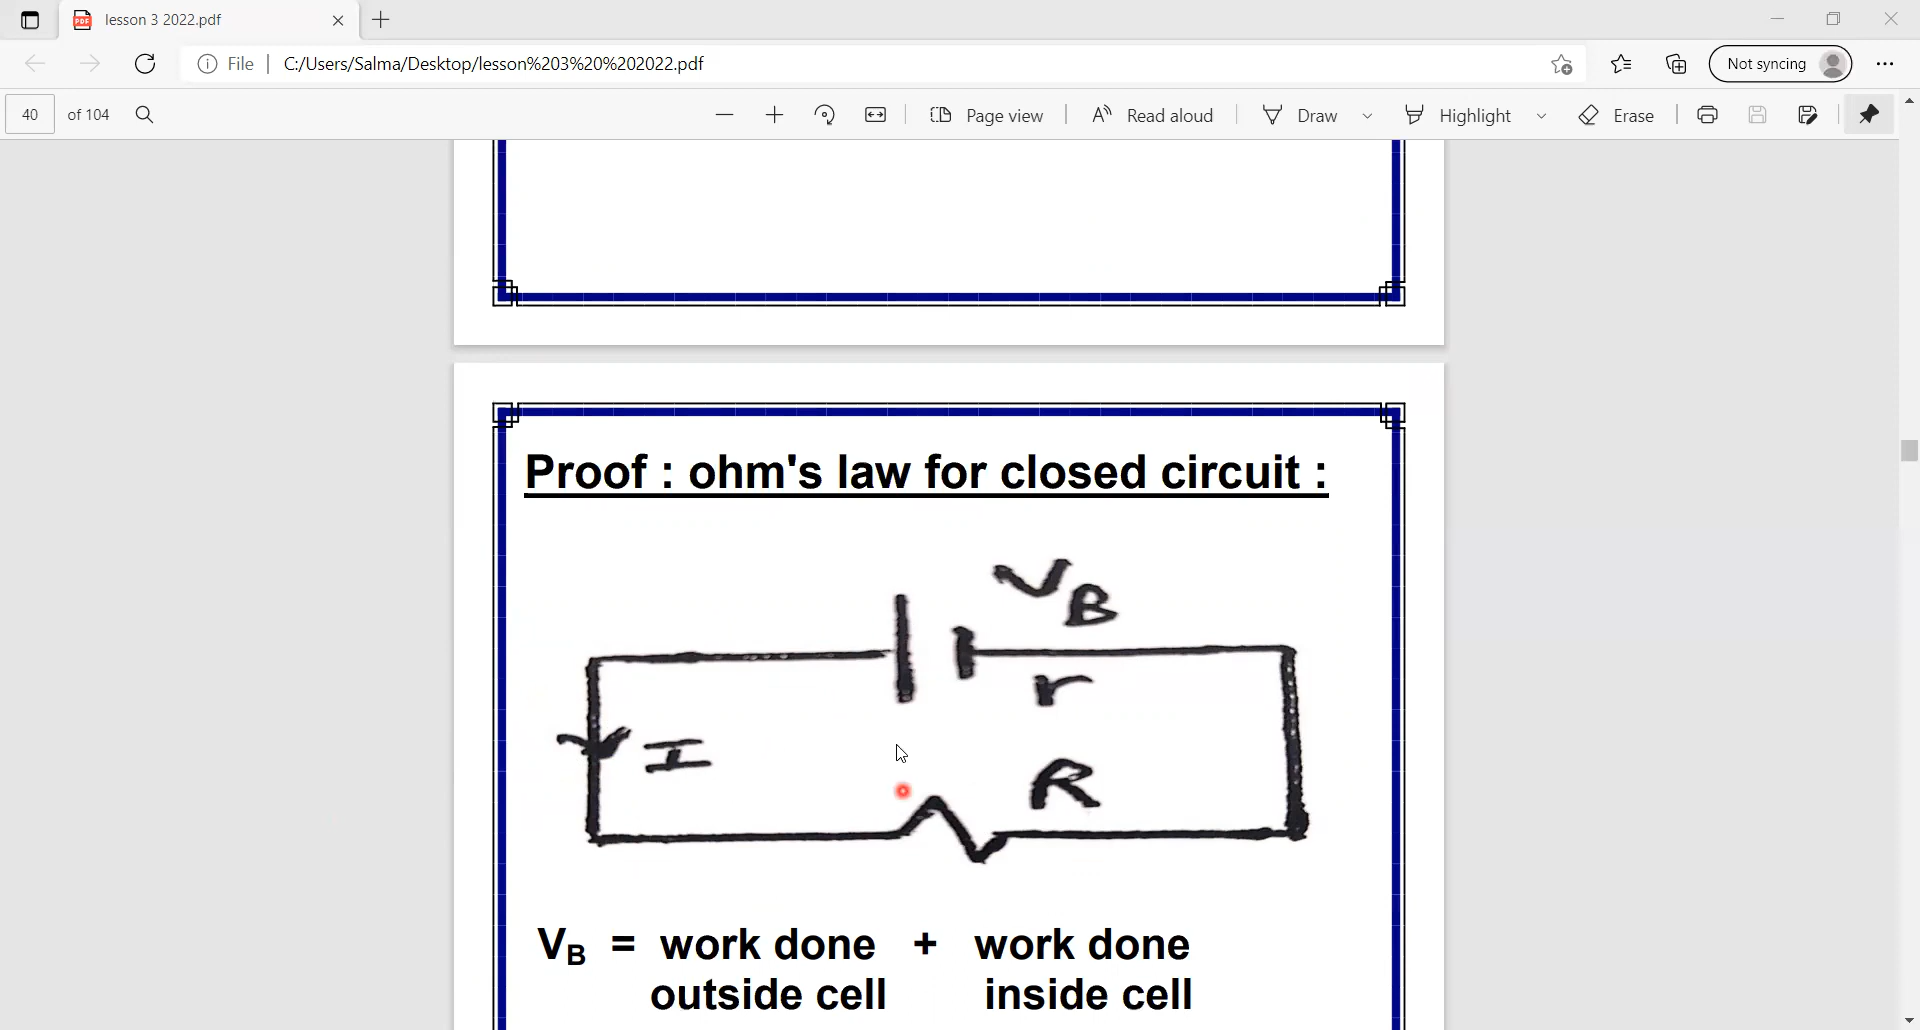 lesson 3 2022.pdf
File C:/Users/Salma/Desktop/lesson%203%20%202022.pdf
Not syncing
40 of 104
Page view
Read aloud
Draw
Highlight
Erase
Proof : ohm's law for closed circuit :
VB
r
I
R
VB = work done + work done
outside cell inside cell